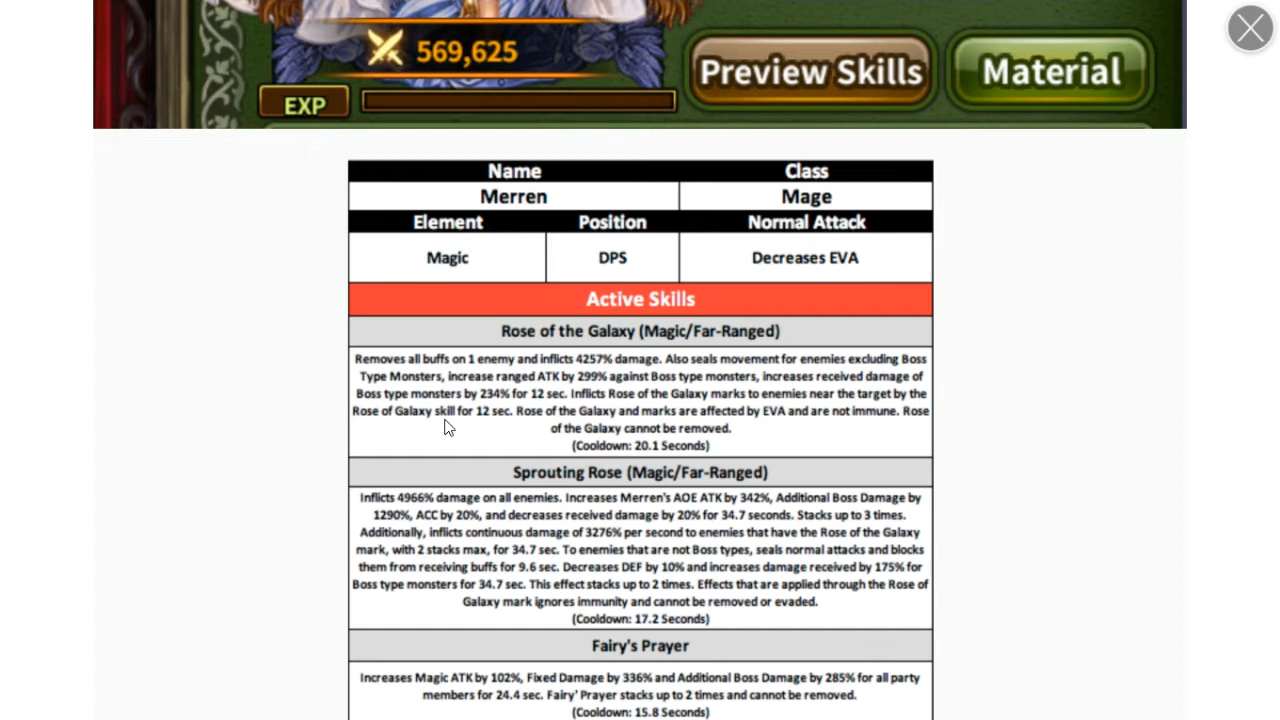 569,625
Preview Skills
Material
EXP
Name Class
Merren Mage
Element Position Normal Attack
Magic DPS Decreases EVA
Active Skills
Rose of the Galaxy (Magic/Far-Ranged)
Removes all buffs on 1 enemy and inflicts 4257% damage. Also seals movement for enemies excluding Boss
Type Monsters, increase ranged ATK by 299% against Boss type monsters, increases received damage of
Boss type monsters by 234% for 12 sec. Inflicts Rose of the Galaxy marks to enemies near the target by the
Rose of Galaxy skill for 12 sec. Rose of the Galaxy and marks are affected by EVA and are not immune. Rose
of the Galaxy cannot be removed.
(Cooldown: 20.1 Seconds)
Sprouting Rose (Magic/Far-Ranged)
Inflicts 4966% damage on all enemies. Increases Merren's AOE ATK by 342%, Additional Boss Damage by
1290%, ACC by 20%, and decreases received damage by 20% for 34.7 seconds. Stacks up to 3 times.
Additionally, inflicts continuous damage of 3276% per second to enemies that have the Rose of the Galaxy
mark, with 2 stacks max, for 34.7 sec. To enemies that are not Boss types, seals normal attacks and blocks
them from receiving buffs for 9.6 sec. Decreases DEF by 10% and increases damage received by 175% for
Boss type monsters for 34.7 sec. This effect stacks up to 2 times. Effects that are applied through the Rose of
Galaxy mark ignores immunity and cannot be removed or evaded.
(Cooldown: 17.2 Seconds)
Fairy's Prayer
Increases Magic ATK by 102%, Fixed Damage by 336% and Additional Boss Damage by 285% for all party
members for 24.4 sec. Fairy' Prayer stacks up to 2 times and cannot be removed.
(Cooldown: 15.8 Seconds)